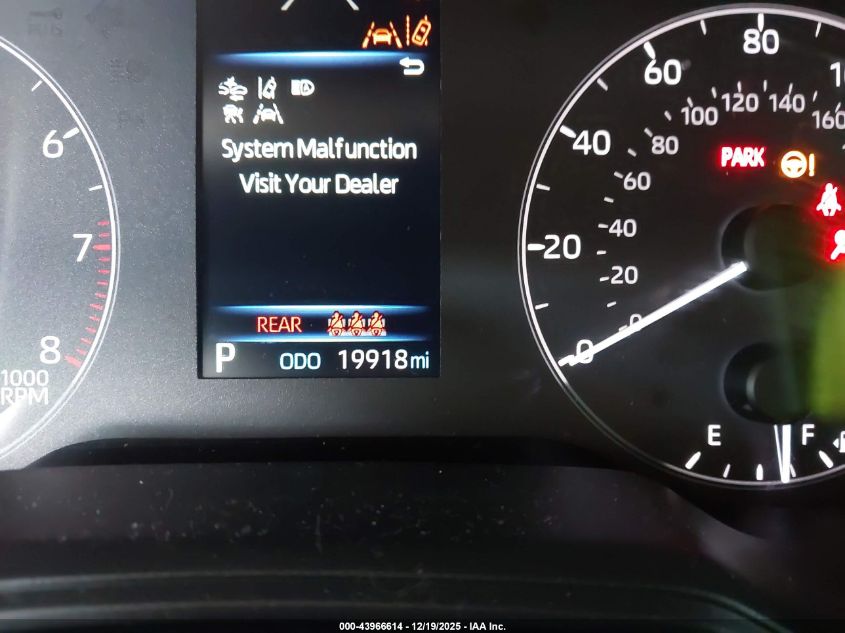 80
60
100 120 140
160
40
80
PARK
6
System Malfunction
60
Visit Your Dealer
40
7
20
20
0
REAR
8
0
P ODO 19918mi
1000
RPM
E F
000-43966614 - 12/19/2025 - IAA Inc.